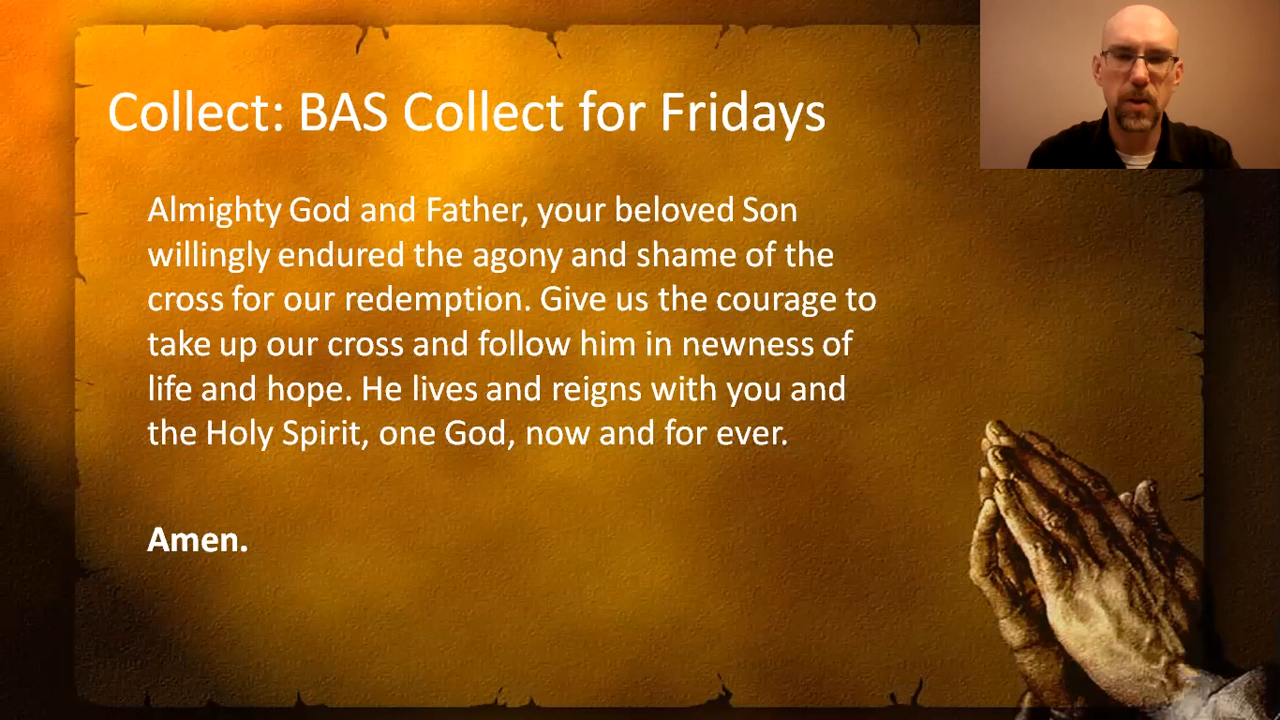 Collect: BAS Collect for Fridays
Almighty God and Father, your beloved Son
willingly endured the agony and shame of the
cross for our redemption. Give us the courage to
take up our cross and follow him in newness of
life and hope. He lives and reigns with you and
the Holy Spirit, one God, now and for ever.
Amen.